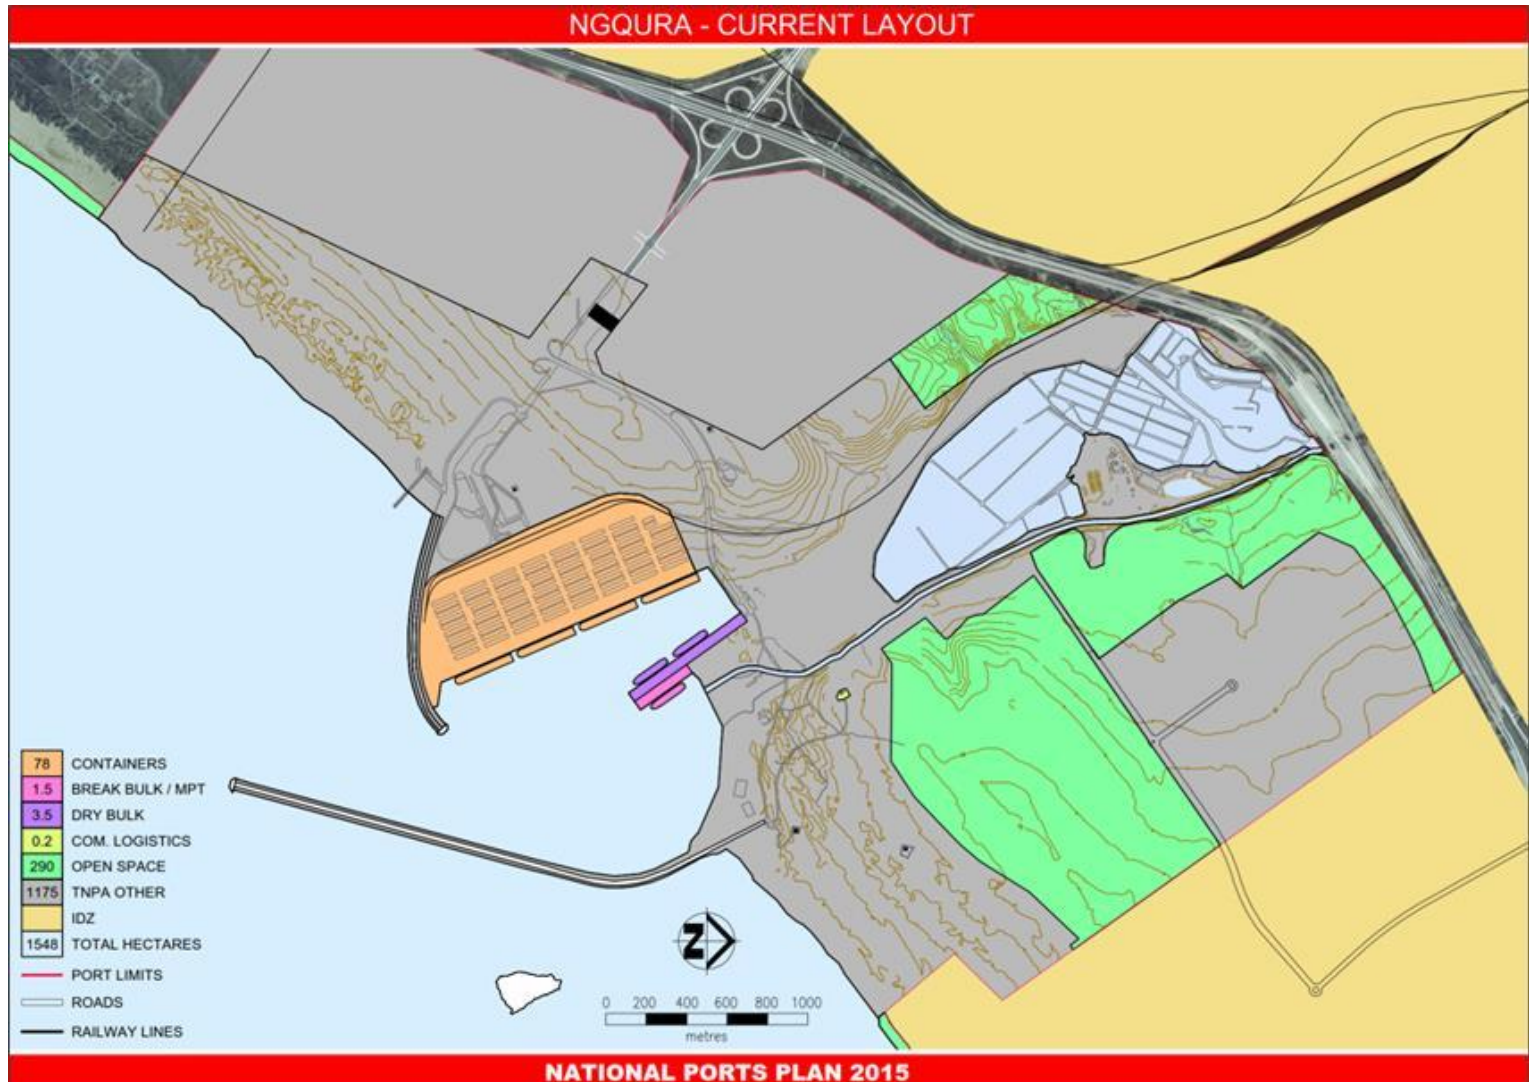 NGQURA - CURRENT LAYOUT
78 CONTAINERS
1.5 BREAK BULK / MPT
3.5 DRY BULK
0.2 COM. LOGISTICS
290 OPEN SPACE
1175 TNPA OTHER
IDZ
1548 TOTAL HECTARES
PORT LIMITS
ROADS
RAILWAY LINES
N
0 200 400 600 800 1000
metres
NATIONAL PORTS PLAN 2015